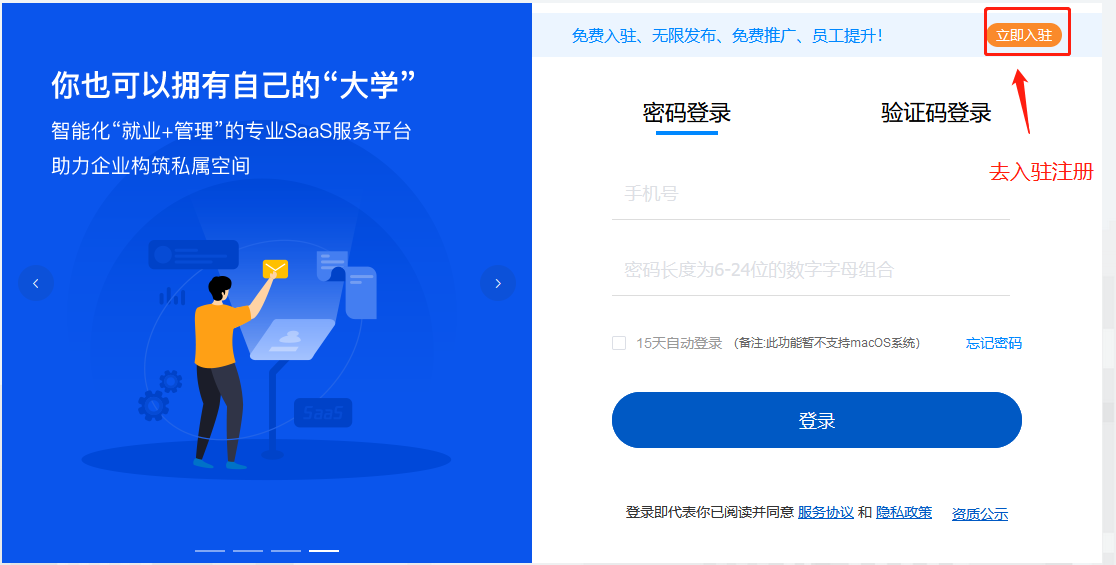 你也可以拥有自己的“大学”
智能化“就业+管理”的专业SaaS服务平台
助力企业构筑私属空间
SaaS
免费入驻、无限发布、免费推广、员工提升！
立即入驻
密码登录
验证码登录
去入驻注册
手机号
密码长度为6-24位的数字字母组合
15天自动登录 （备注:此功能暂不支持macOS系统） 忘记密码
登录
登录即代表你已阅读并同意 服务协议 和 隐私政策 资质公示